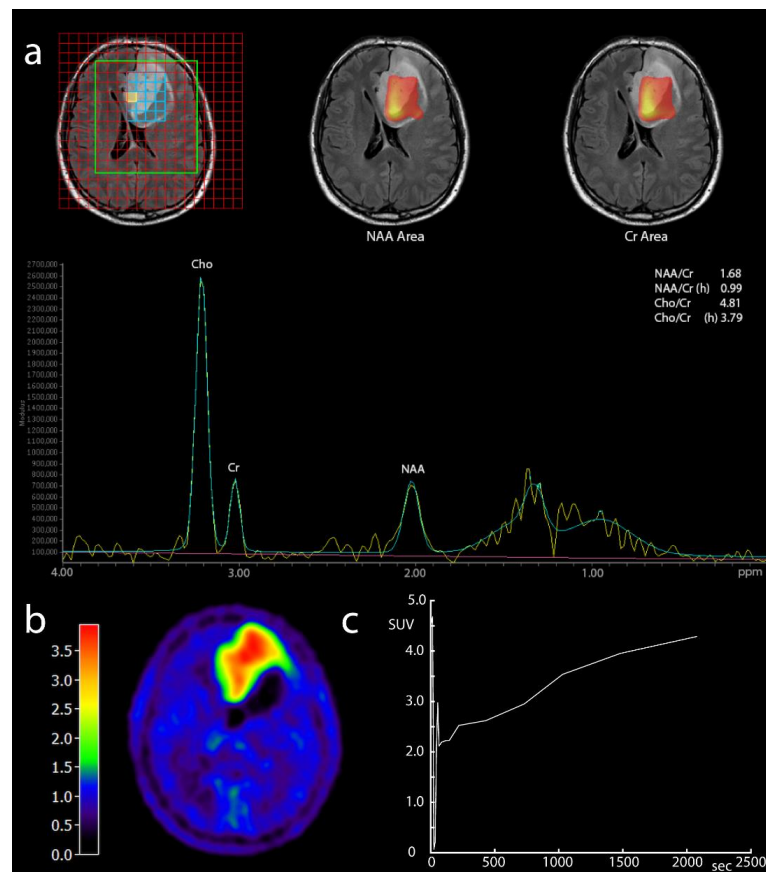 a
NAA Area
Cr Area
NAA/Cr 1.68
NAA/Cr (h) 0.99
Cho/Cr 4.81
Cho/Cr (h) 3.79
Cho
Cr
NAA
Modulus
2700,000
2600,000
2500,000
2400,000
2300,000
2200,000
2100,000
2000,000
1900,000
1800,000
1700,000
1600,000
1500,000
1400,000
1300,000
1200,000
1100,000
1000,000
900,000
800,000
700,000
600,000
500,000
400,000
300,000
200,000
100,000
4.00 3.00 2.00 1.00 ppm
b
3.5
3.0
2.5
2.0
1.5
1.0
0.5
0.0
c
SUV
5.0
4.0
3.0
2.0
1.0
0
0 500 1000 1500 2000 sec 2500